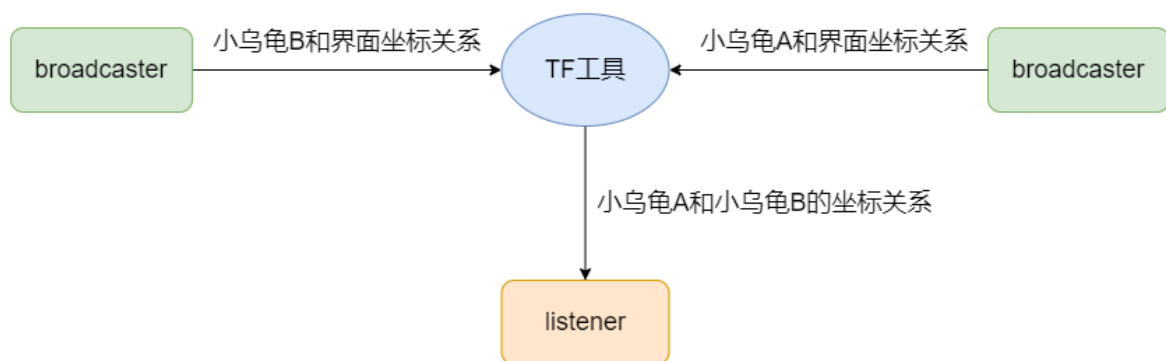 小乌龟B和界面坐标关系
小乌龟A和界面坐标关系
broadcaster
TF工具
broadcaster
小乌龟A和小乌龟B的坐标关系
listener